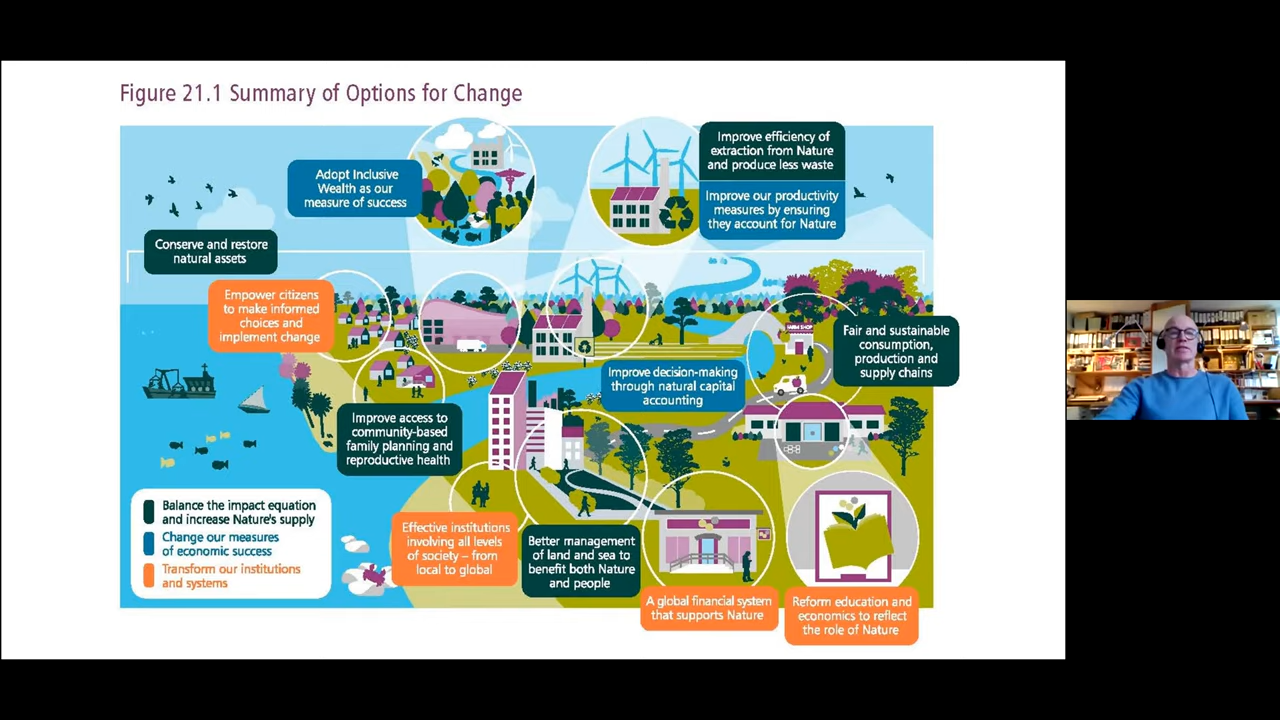 Figure 21.1 Summary of Options for Change
Adopt Inclusive
Wealth as our
measure of success
Improve efficiency of
extraction from Nature
and produce less waste
Improve our productivity
measures by ensuring
they account for Nature
Conserve and restore
natural assets
Empower citizens
to make informed
choices and
implement change
FARM SHOP
Fair and sustainable
consumption,
production and
supply chains
Improve decision-making
through natural capital
accounting
Improve access to
community-based
family planning and
reproductive health
Balance the impact equation
and increase Nature's supply
Change our measures
of economic success
Transform our institutions
and systems
Effective institutions
involving all levels
of society – from
local to global
Better management
of land and sea to
benefit both Nature
and people
A global financial system
that supports Nature
Reform education and
economics to reflect
the role of Nature